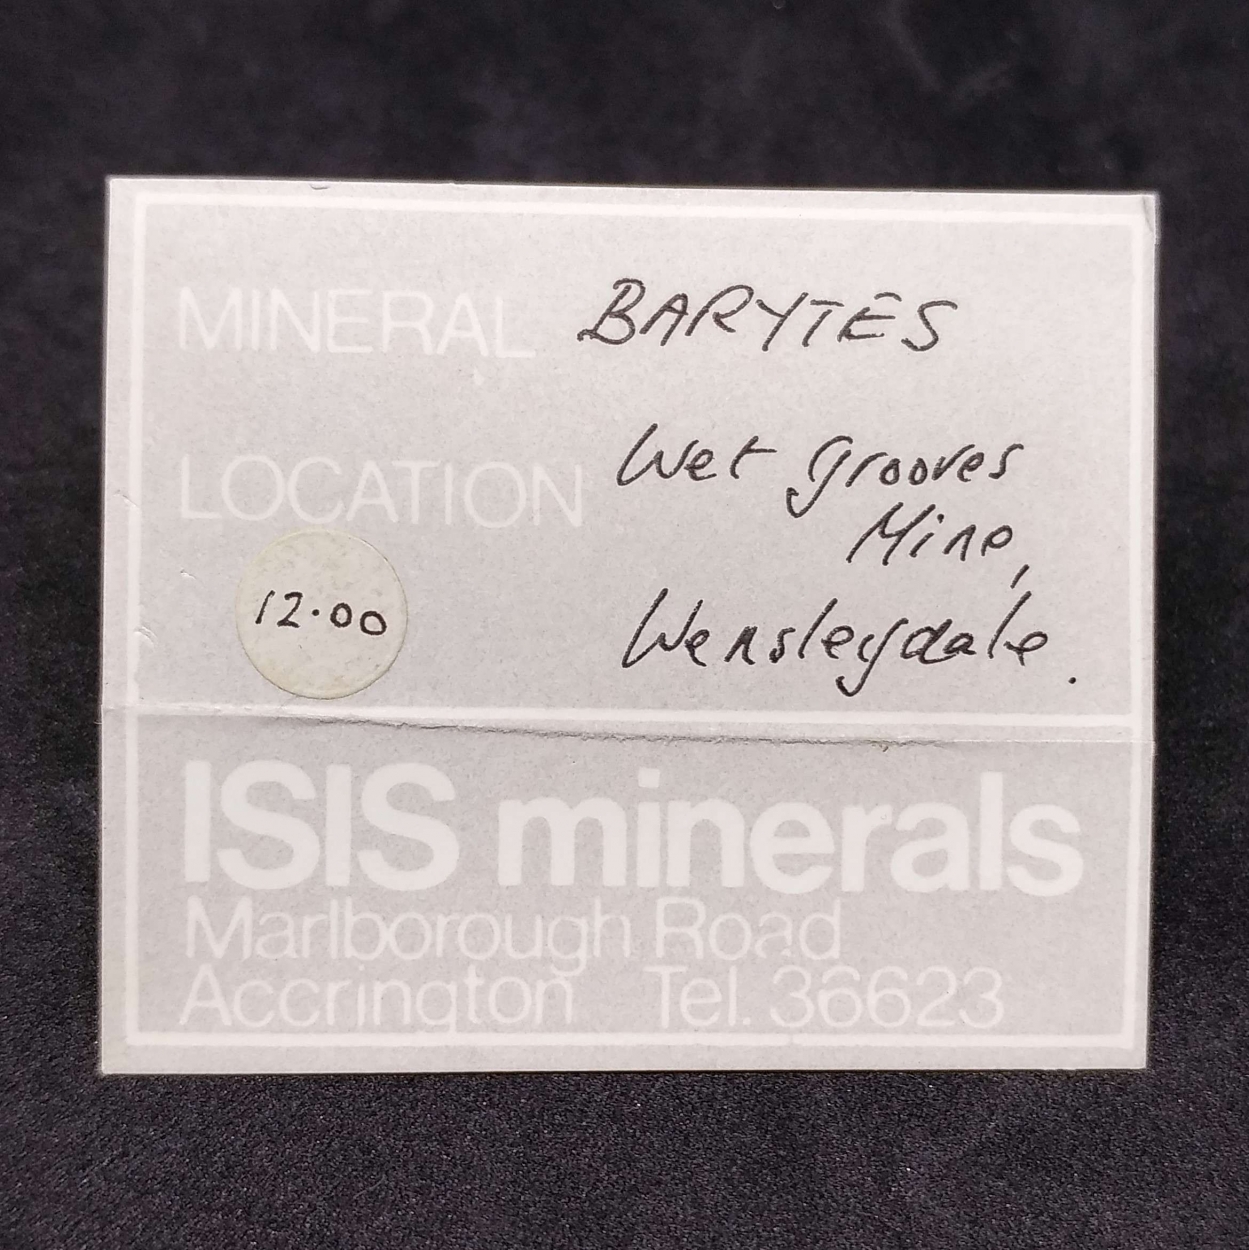 MINERAL BARYTES
LOCATION Wet Grooves
Mine,
12.00
Wensleydale.
ISIS minerals
Marlborough Road
Accrington Tel. 36623